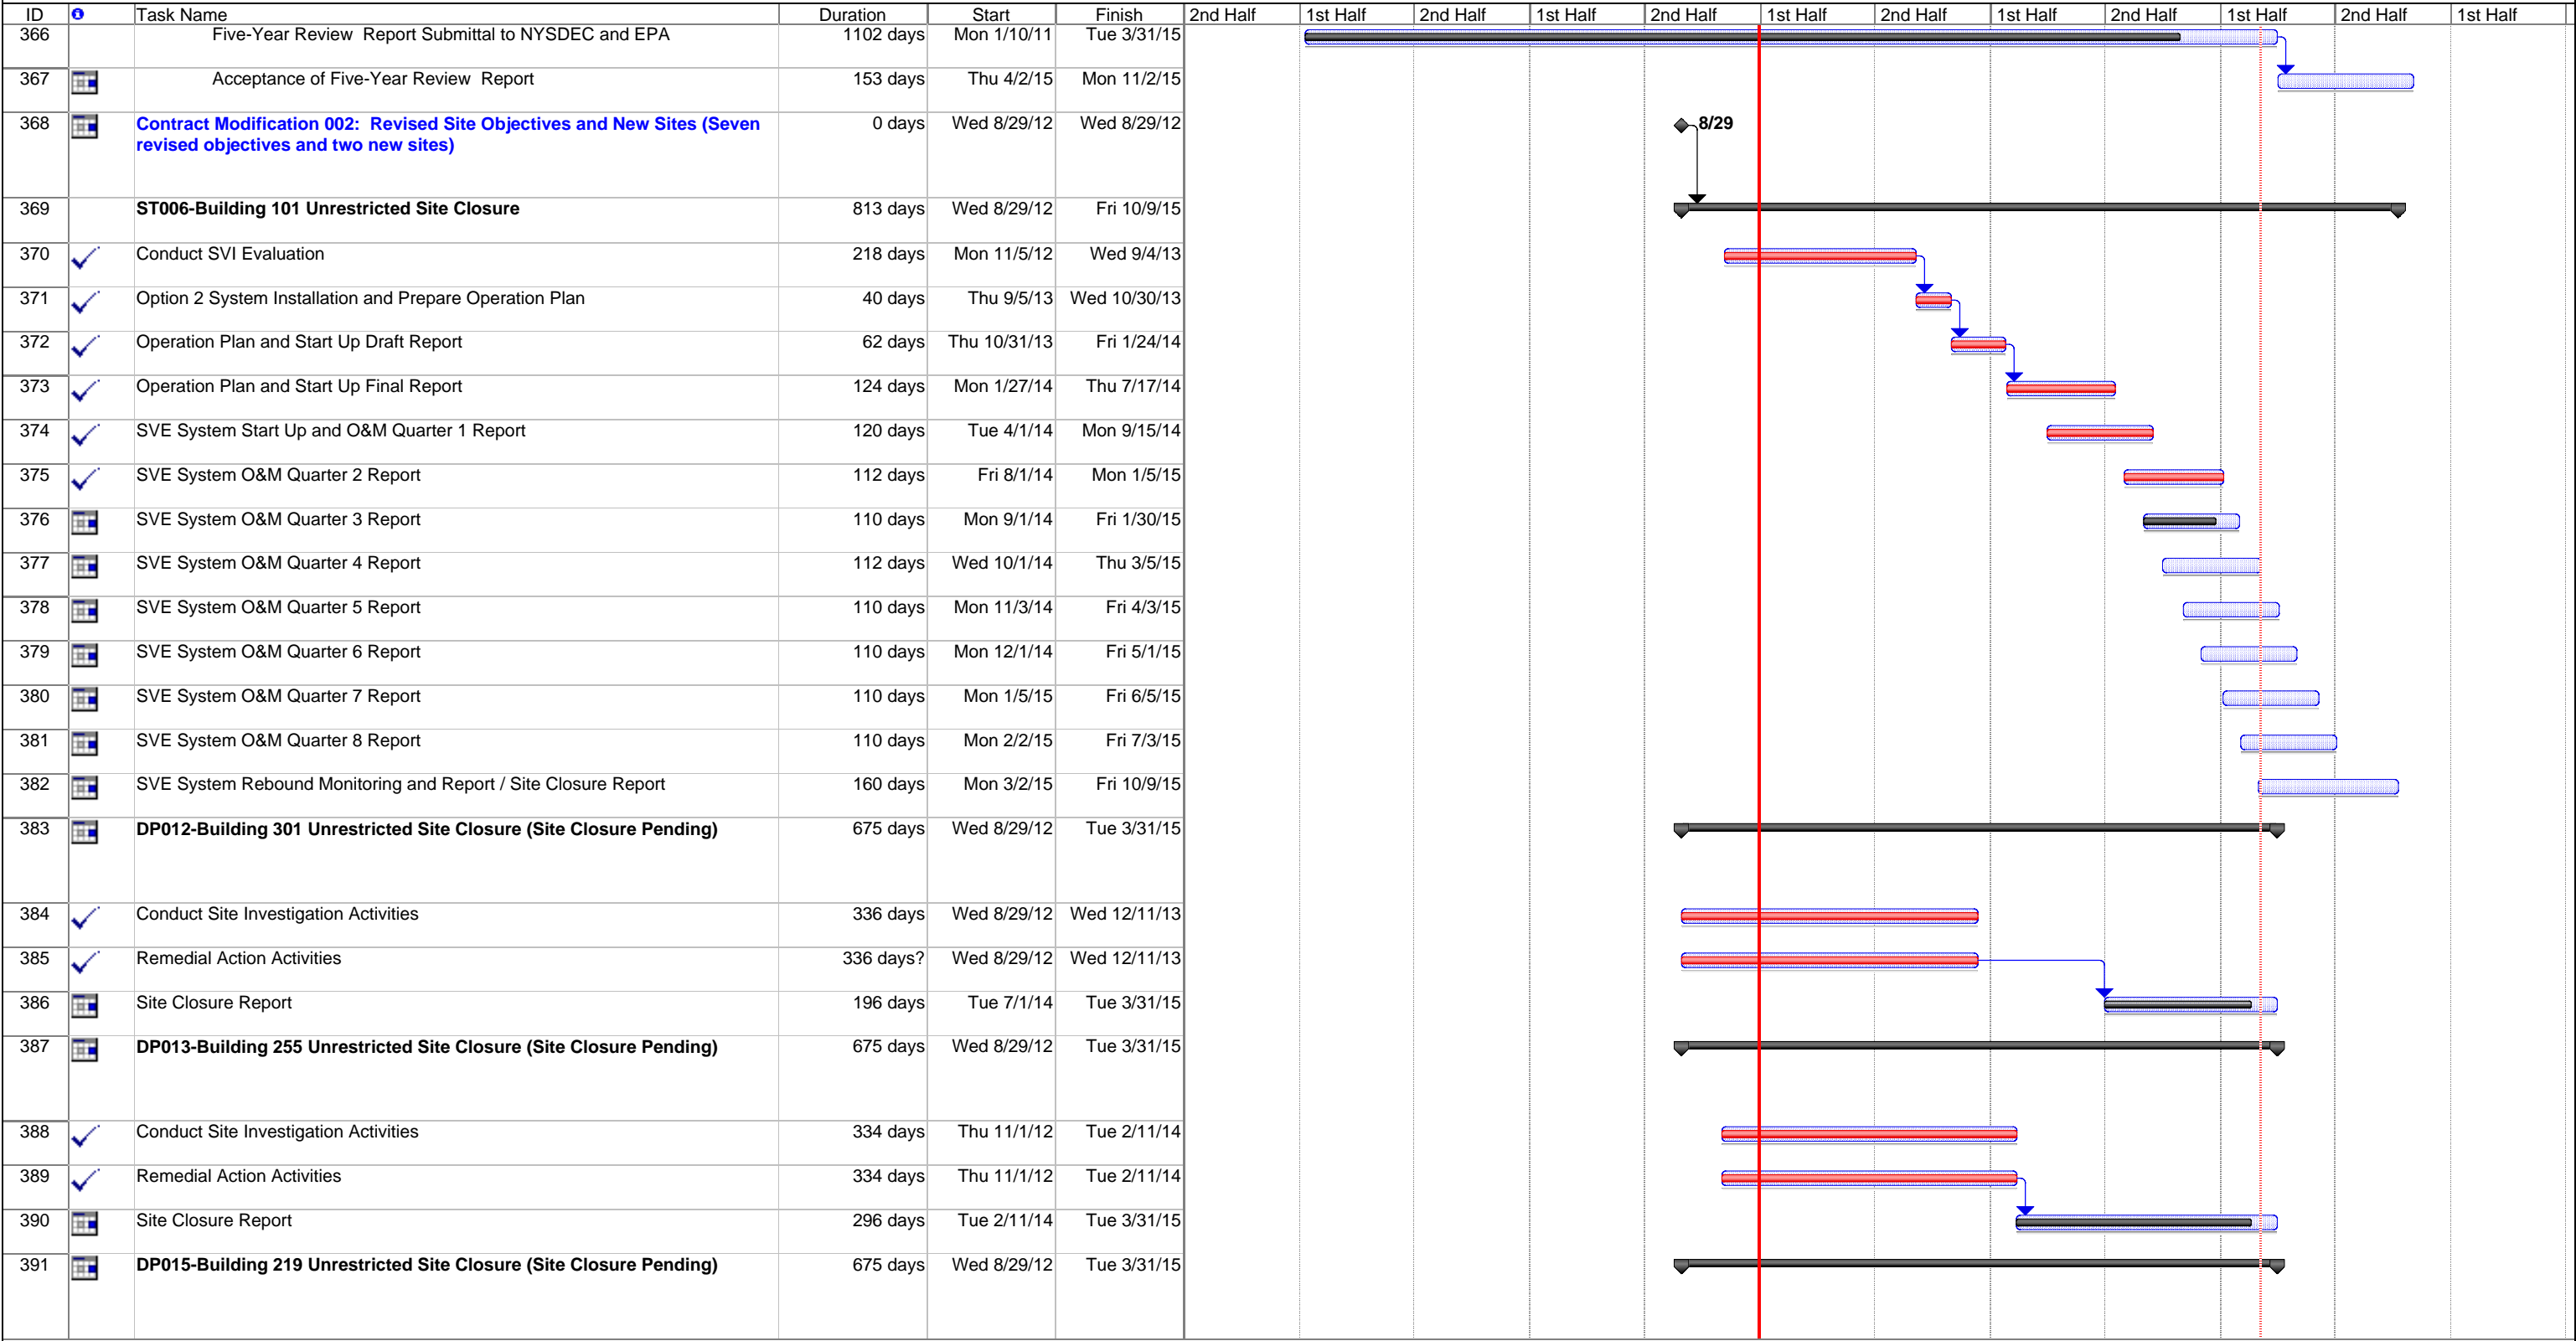 ID Task Name Duration Start Finish 2nd Half 1st Half 2nd Half 1st Half 2nd Half 1st Half 2nd Half 1st Half 2nd Half 1st Half 2nd Half 1st Half
366 Five-Year Review Report Submittal to NYSDEC and EPA 1102 days Mon 1/10/11 Tue 3/31/15
367 Acceptance of Five-Year Review Report 153 days Thu 4/2/15 Mon 11/2/15
368 Contract Modification 002: Revised Site Objectives and New Sites (Seven 0 days Wed 8/29/12 Wed 8/29/12 8/29
revised objectives and two new sites)
369 ST006-Building 101 Unrestricted Site Closure 813 days Wed 8/29/12 Fri 10/9/15
370 Conduct SVI Evaluation 218 days Mon 11/5/12 Wed 9/4/13
371 Option 2 System Installation and Prepare Operation Plan 40 days Thu 9/5/13 Wed 10/30/13
372 Operation Plan and Start Up Draft Report 62 days Thu 10/31/13 Fri 1/24/14
373 Operation Plan and Start Up Final Report 124 days Mon 1/27/14 Thu 7/17/14
374 SVE System Start Up and O&M Quarter 1 Report 120 days Tue 4/1/14 Mon 9/15/14
375 SVE System O&M Quarter 2 Report 112 days Fri 8/1/14 Mon 1/5/15
376 SVE System O&M Quarter 3 Report 110 days Mon 9/1/14 Fri 1/30/15
377 SVE System O&M Quarter 4 Report 112 days Wed 10/1/14 Thu 3/5/15
378 SVE System O&M Quarter 5 Report 110 days Mon 11/3/14 Fri 4/3/15
379 SVE System O&M Quarter 6 Report 110 days Mon 12/1/14 Fri 5/1/15
380 SVE System O&M Quarter 7 Report 110 days Mon 1/5/15 Fri 6/5/15
381 SVE System O&M Quarter 8 Report 110 days Mon 2/2/15 Fri 7/3/15
382 SVE System Rebound Monitoring and Report / Site Closure Report 160 days Mon 3/2/15 Fri 10/9/15
383 DP012-Building 301 Unrestricted Site Closure (Site Closure Pending) 675 days Wed 8/29/12 Tue 3/31/15
384 Conduct Site Investigation Activities 336 days Wed 8/29/12 Wed 12/11/13
385 Remedial Action Activities 336 days? Wed 8/29/12 Wed 12/11/13
386 Site Closure Report 196 days Tue 7/1/14 Tue 3/31/15
387 DP013-Building 255 Unrestricted Site Closure (Site Closure Pending) 675 days Wed 8/29/12 Tue 3/31/15
388 Conduct Site Investigation Activities 334 days Thu 11/1/12 Tue 2/11/14
389 Remedial Action Activities 334 days Thu 11/1/12 Tue 2/11/14
390 Site Closure Report 296 days Tue 2/11/14 Tue 3/31/15
391 DP015-Building 219 Unrestricted Site Closure (Site Closure Pending) 675 days Wed 8/29/12 Tue 3/31/15